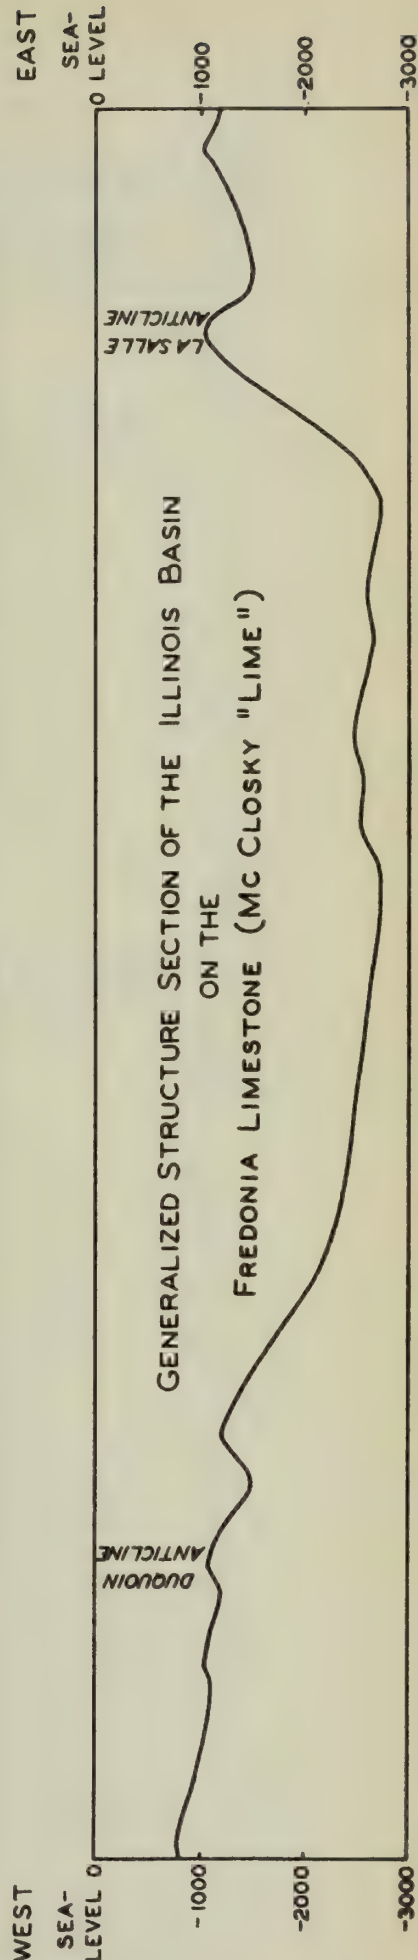 WEST
SEA-
LEVEL 0
-1000
-2000
-3000
DUQUOIN
ANTICLINE
GENERALIZED STRUCTURE SECTION OF THE ILLINOIS BASIN
ON THE
FREDONIA LIMESTONE (MC CLOSKY "LIME")
LA SALLE
ANTICLINE
EAST
SEA-
LEVEL
0
-1000
-2000
-3000